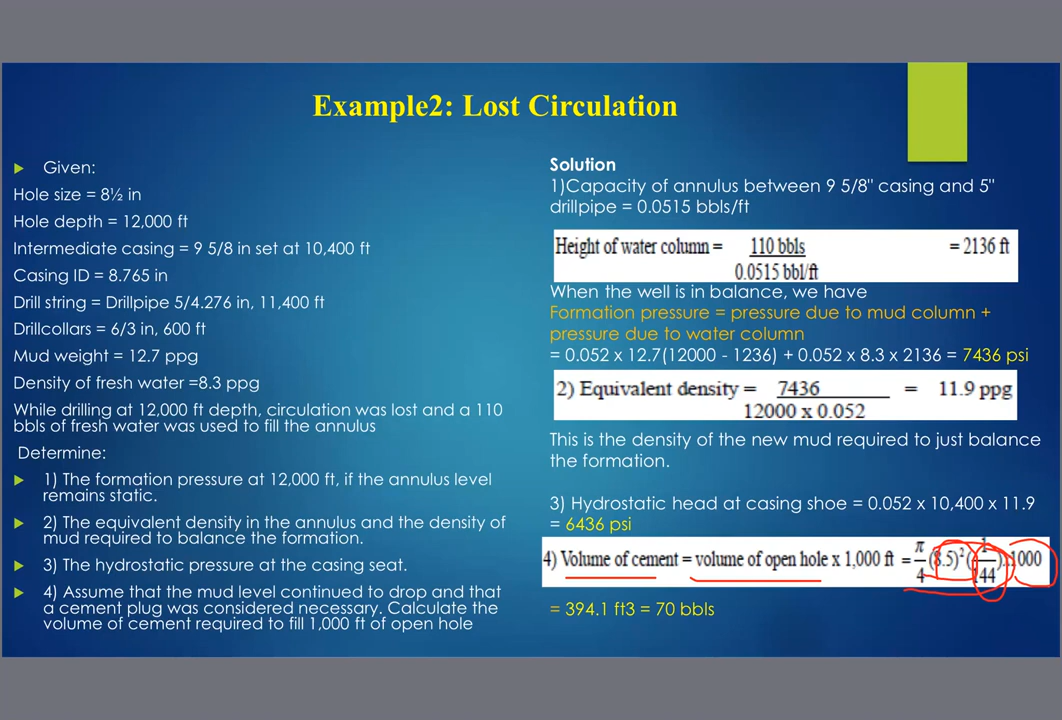 Example2: Lost Circulation
Given:
Hole size = 8½ in
Hole depth = 12,000 ft
Intermediate casing = 9 5/8 in set at 10,400 ft
Casing ID = 8.765 in
Drill string = Drillpipe 5/4.276 in, 11,400 ft
Drillcollars = 6/3 in, 600 ft
Mud weight = 12.7 ppg
Density of fresh water =8.3 ppg
While drilling at 12,000 ft depth, circulation was lost and a 110
bbls of fresh water was used to fill the annulus
Determine:
1) The formation pressure at 12,000 ft, if the annulus level
remains static.
2) The equivalent density in the annulus and the density of
mud required to balance the formation.
3) The hydrostatic pressure at the casing seat.
4) Assume that the mud level continued to drop and that
a cement plug was considered necessary. Calculate the
volume of cement required to fill 1,000 ft of open hole
Solution
1)Capacity of annulus between 9 5/8" casing and 5"
drillpipe = 0.0515 bbls/ft
Height of water column = 110 bbls = 2136 ft
0.0515 bbl/ft
When the well is in balance, we have
Formation pressure = pressure due to mud column +
pressure due to water column
= 0.052 x 12.7(12000 - 1236) + 0.052 x 8.3 x 2136 = 7436 psi
2) Equivalent density = 7436 = 11.9 ppg
12000 x 0.052
This is the density of the new mud required to just balance
the formation.
3) Hydrostatic head at casing shoe = 0.052 x 10,400 x 11.9
= 6436 psi
4) Volume of cement = volume of open hole x 1,000 ft = π/4 (8.5)² (1/144).1000
= 394.1 ft3 = 70 bbls